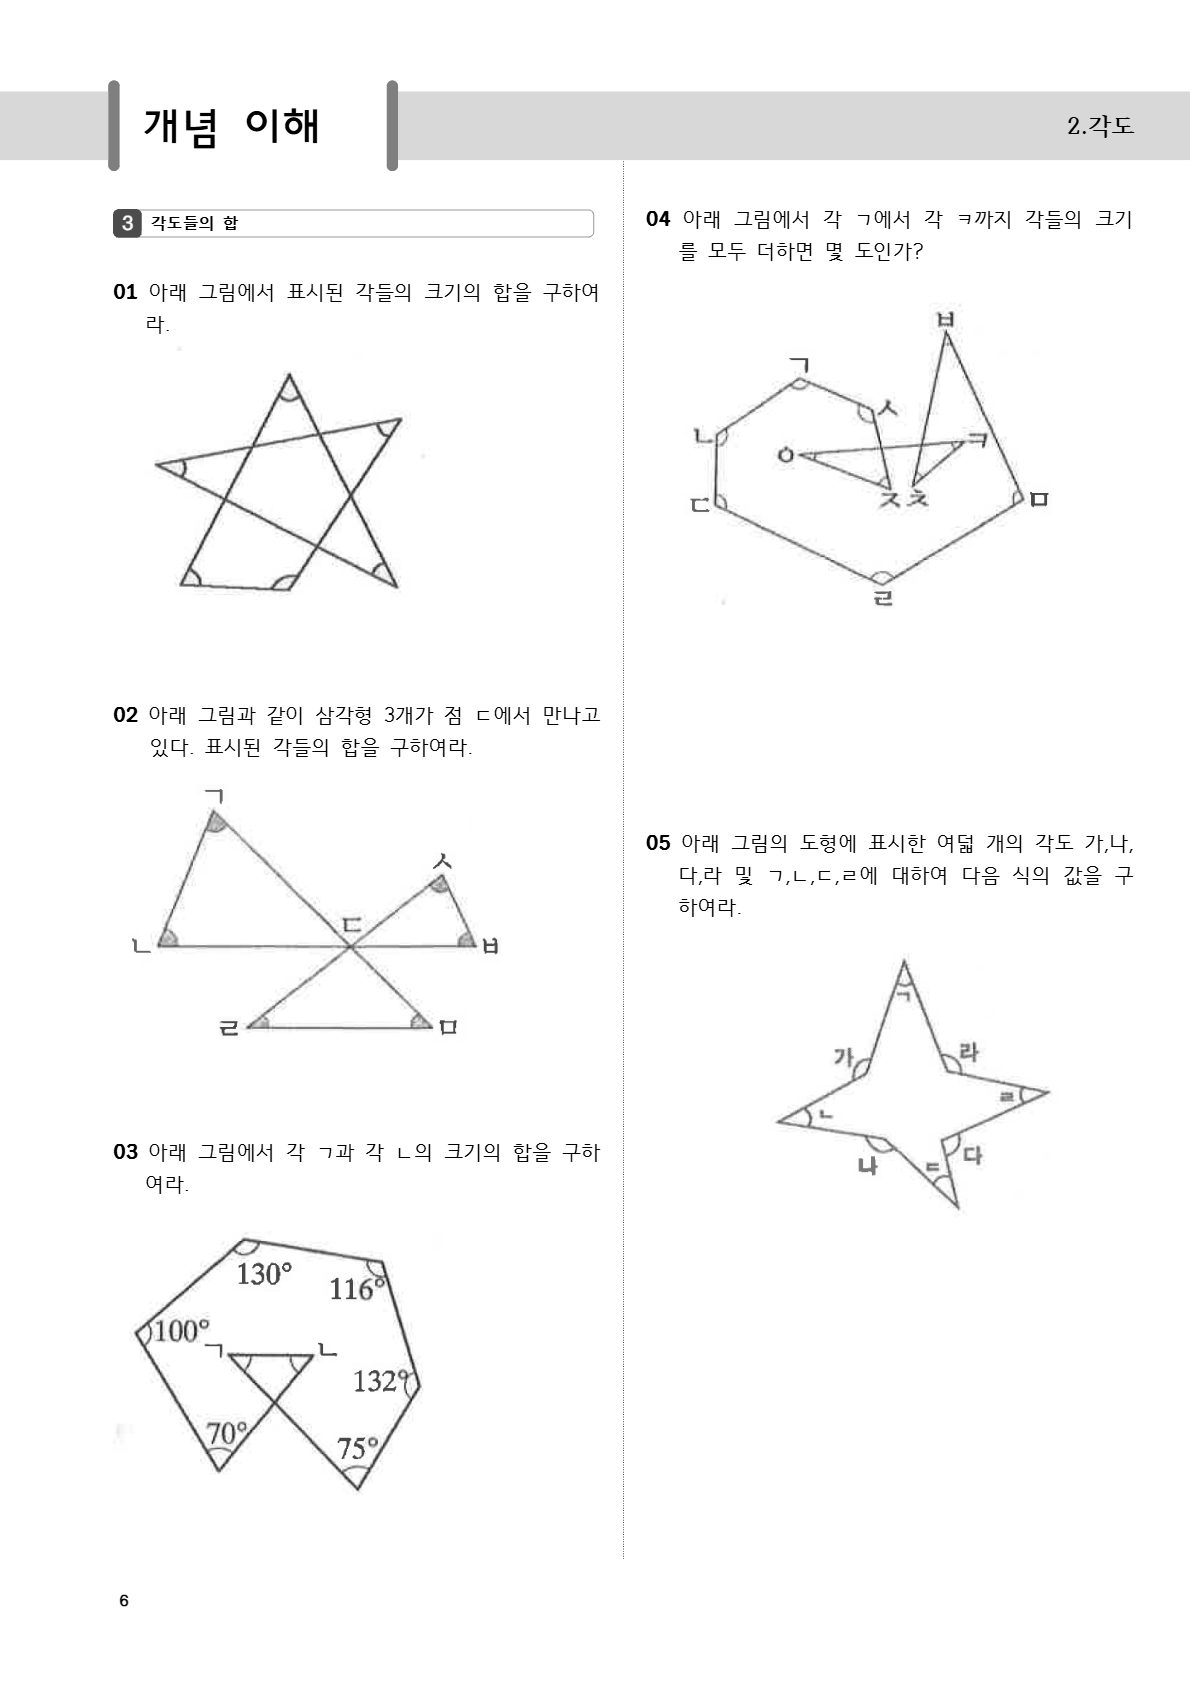 개념 이해
2.각도
3 각도들의 합
01 아래 그림에서 표시된 각들의 크기의 합을 구하여
라.
02 아래 그림과 같이 삼각형 3개가 점 ㄷ에서 만나고
있다. 표시된 각들의 합을 구하여라.
ㄱ
ㅅ
ㄷ
ㄴ
ㅂ
ㄹ
ㅁ
03 아래 그림에서 각 ㄱ과 각 ㄴ의 크기의 합을 구하
여라.
130°
116°
100°
ㄱ
ㄴ
132°
70°
75°
04 아래 그림에서 각 ㄱ에서 각 ㅋ까지 각들의 크기
를 모두 더하면 몇 도인가?
ㅂ
ㄱ
ㅅ
ㄴ
ㅋ
ㅇ
ㄷ
ㅈ
ㅊ
ㅁ
ㄹ
05 아래 그림의 도형에 표시한 여덟 개의 각도 가,나,
다,라 및 ㄱ,ㄴ,ㄷ,ㄹ에 대하여 다음 식의 값을 구
하여라.
ㄱ
가
라
ㄹ
ㄴ
나
ㄷ
다
6